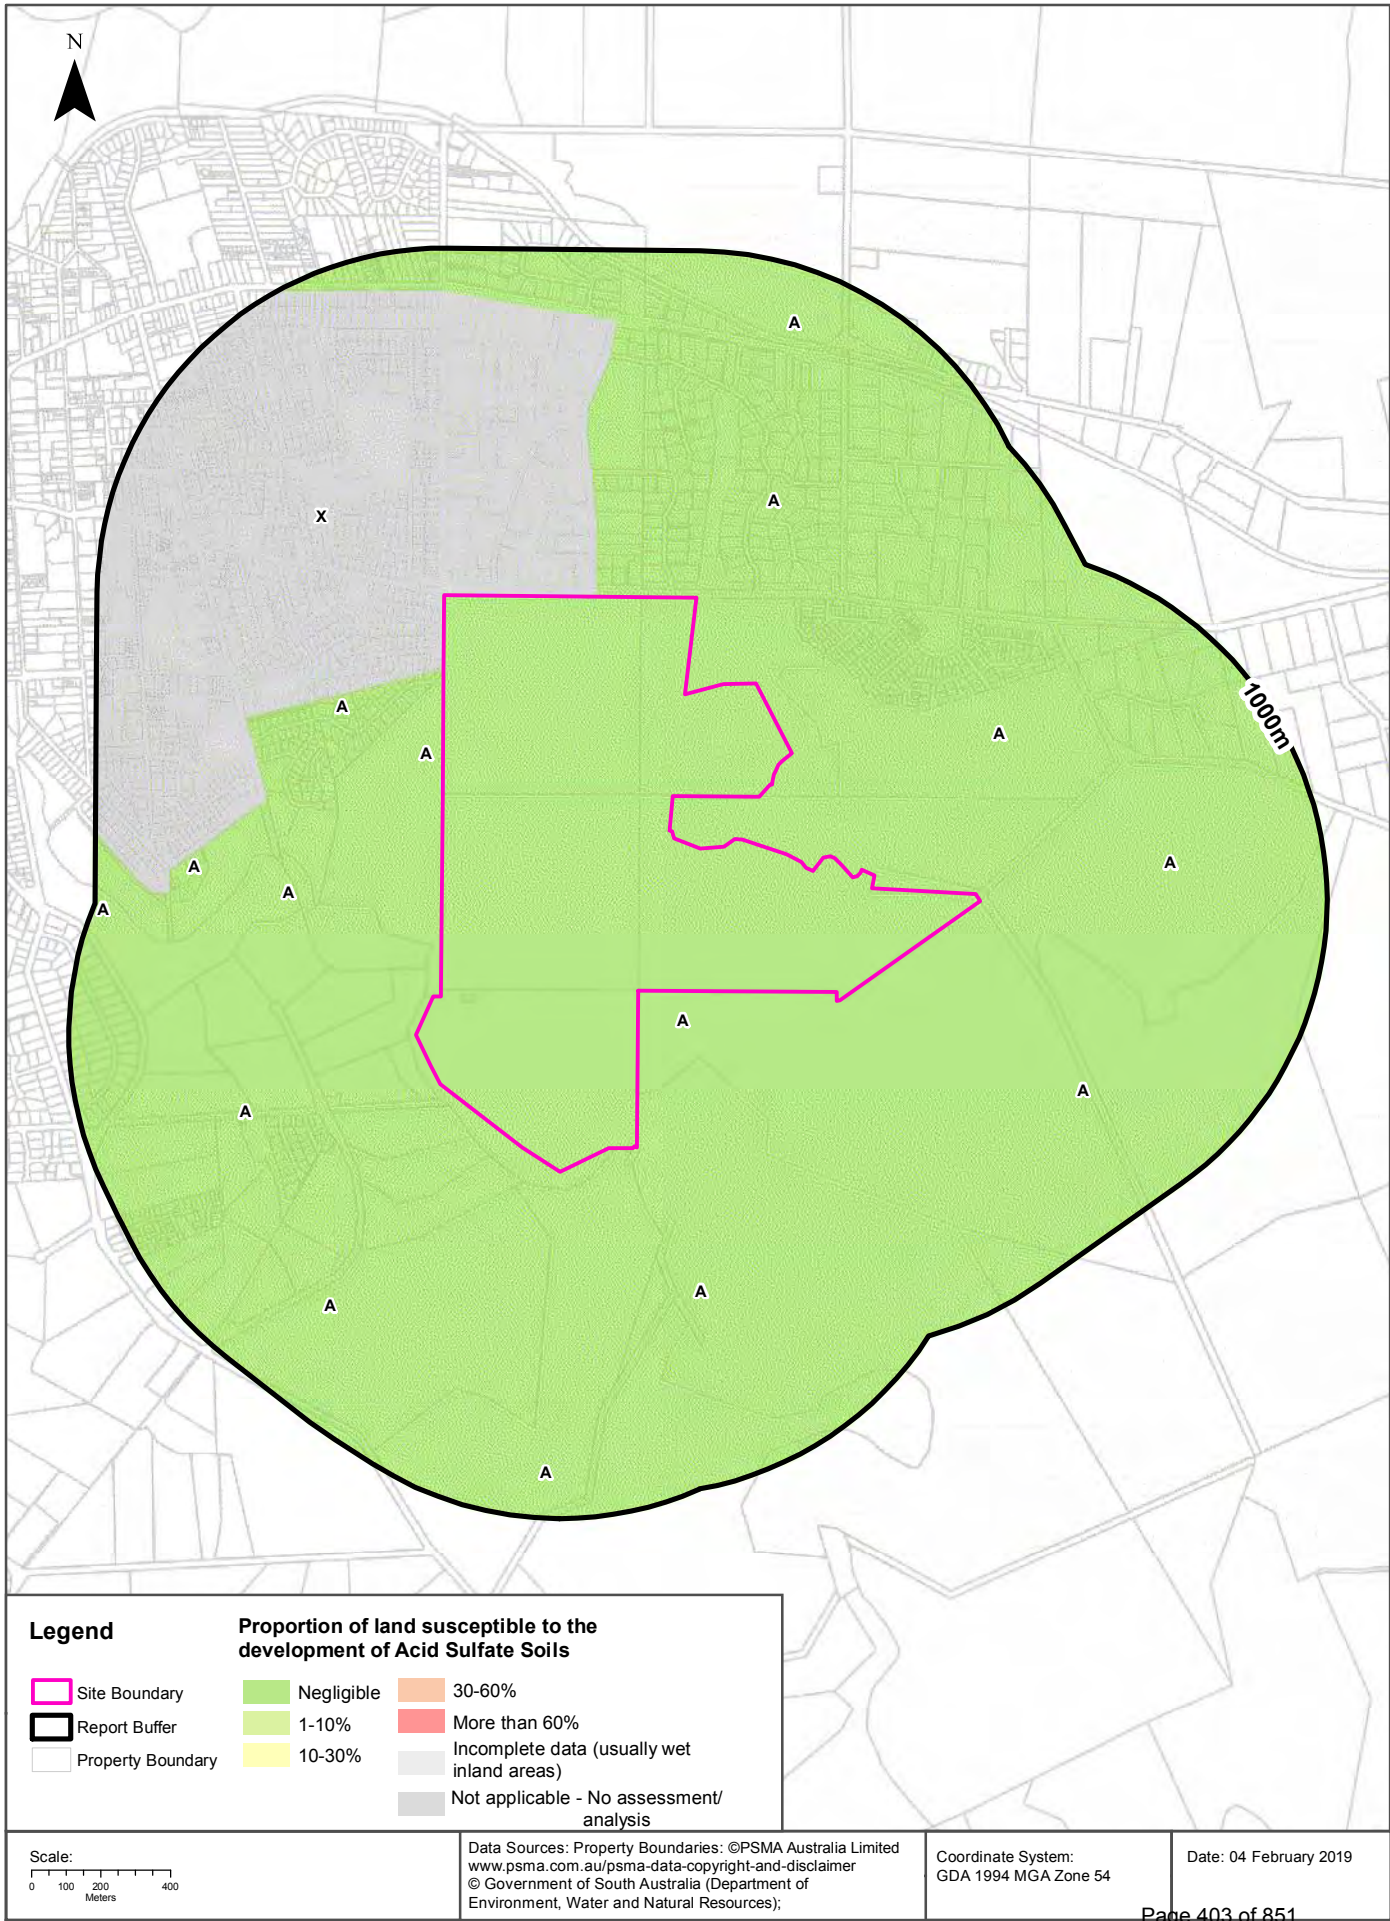 N
A
A
X
A
A
A
1000m
A
A
A
A
A
A
A
A
A
A
Legend
Proportion of land susceptible to the
development of Acid Sulfate Soils
Site Boundary
Report Buffer
Property Boundary
Negligible
1-10%
10-30%
30-60%
More than 60%
Incomplete data (usually wet
inland areas)
Not applicable - No assessment/
analysis
Scale:
0 100 200 400
Meters
Data Sources: Property Boundaries: ©PSMA Australia Limited
www.psma.com.au/psma-data-copyright-and-disclaimer
© Government of South Australia (Department of
Environment, Water and Natural Resources);
Coordinate System:
GDA 1994 MGA Zone 54
Date: 04 February 2019
Page 403 of 851